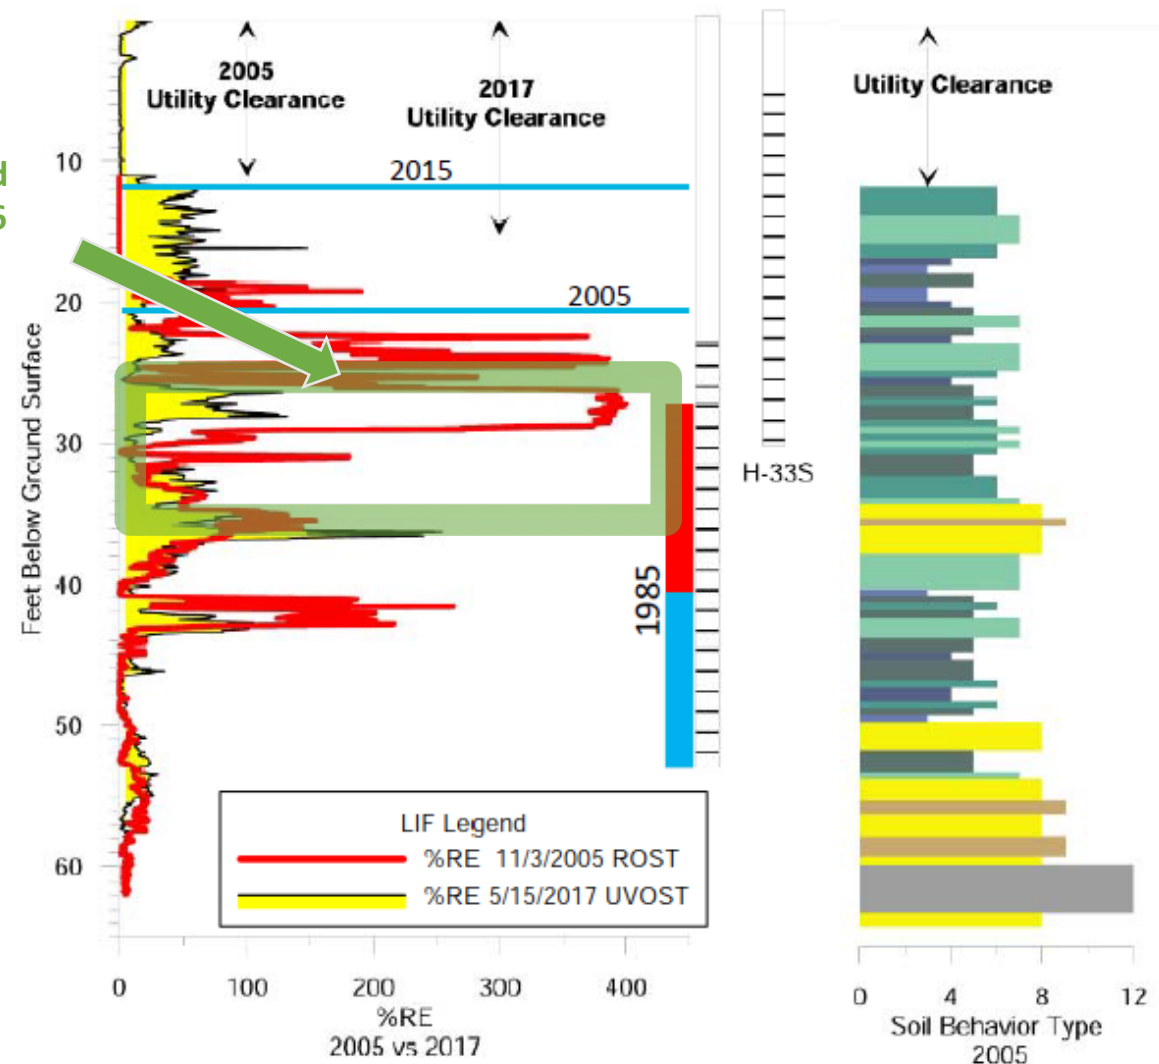 2005
Utility Clearance
2017
Utility Clearance
Utility Clearance
10
2015
20
2005
Feet Below Ground Surface
30
H-33S
40
1985
50
60
LIF Legend
%RE 11/3/2005 ROST
%RE 5/15/2017 UVOST
0 100 200 300 400
%RE
2005 vs 2017
0 4 8 12
Soil Behavior Type
2005